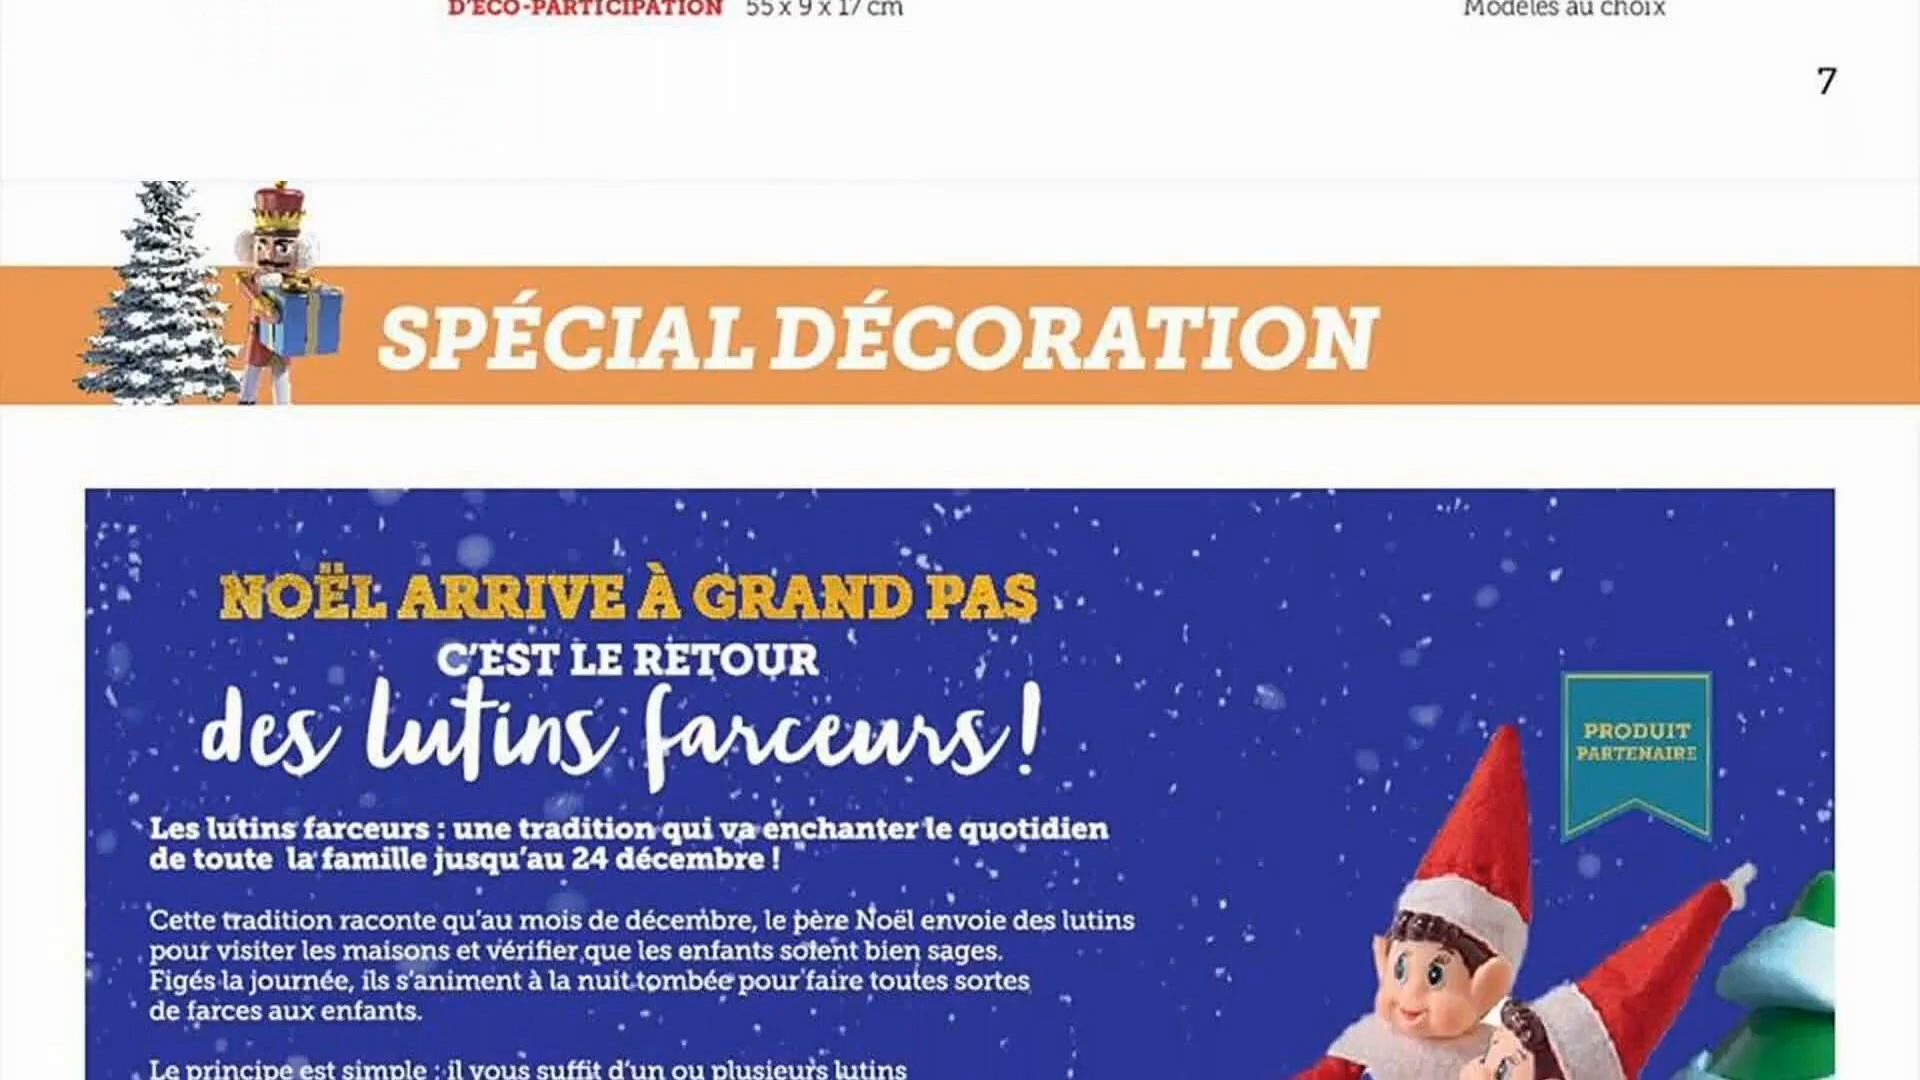 D'ÉCO-PARTICIPATION 55 x 9 x 17 cm
Modèles au choix
7
SPÉCIAL DÉCORATION
NOËL ARRIVE À GRAND PAS
C'EST LE RETOUR
des lutins farceurs !
PRODUIT
PARTENAIRE
Les lutins farceurs : une tradition qui va enchanter le quotidien
de toute la famille jusqu'au 24 décembre !
Cette tradition raconte qu'au mois de décembre, le père Noël envoie des lutins
pour visiter les maisons et vérifier que les enfants soient bien sages.
Figés la journée, ils s'animent à la nuit tombée pour faire toutes sortes
de farces aux enfants.
Le principe est simple : il vous suffit d'un ou plusieurs lutins